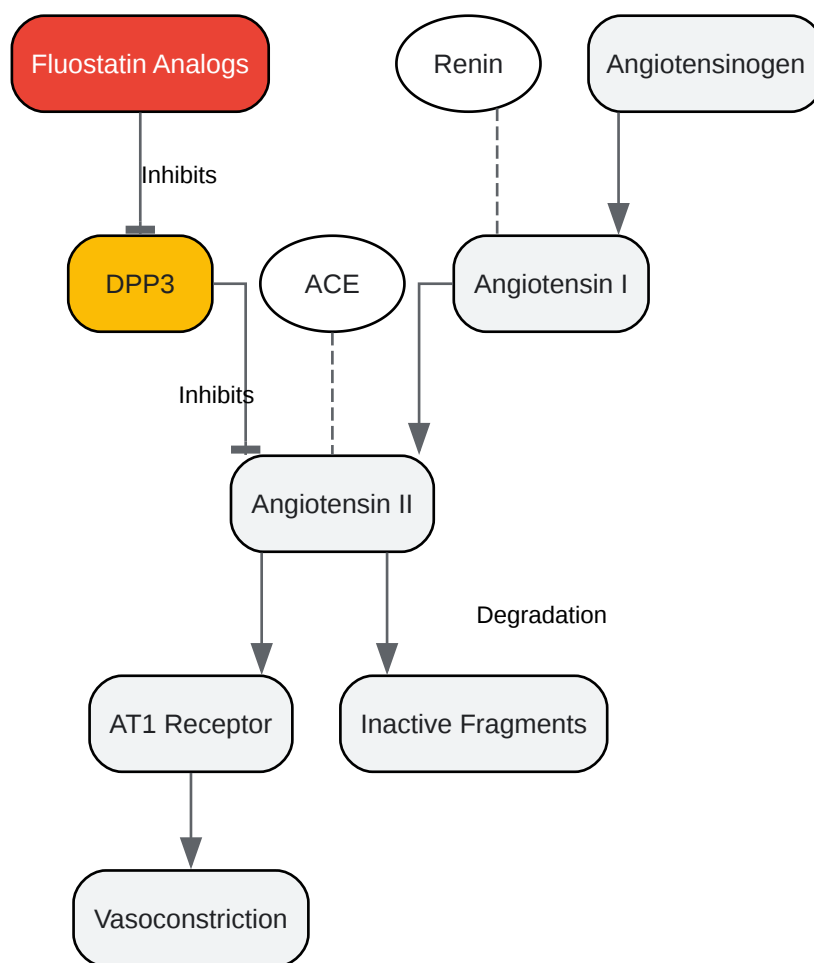 Fluostatin Analogs
Renin
Angiotensinogen
Inhibits
DPP3
ACE
Angiotensin I
Inhibits
Angiotensin II
Degradation
AT1 Receptor
Inactive Fragments
Vasoconstriction